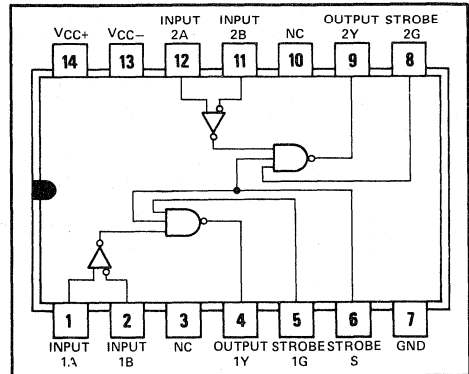 INPUT INPUT OUTPUT STROBE
VCC+ VCC− 2A 2B NC 2Y 2G
14 13 12 11 10 9 8
1 2 3 4 5 6 7
INPUT INPUT NC OUTPUT STROBE STROBE GND
1A 1B 1Y 1G S